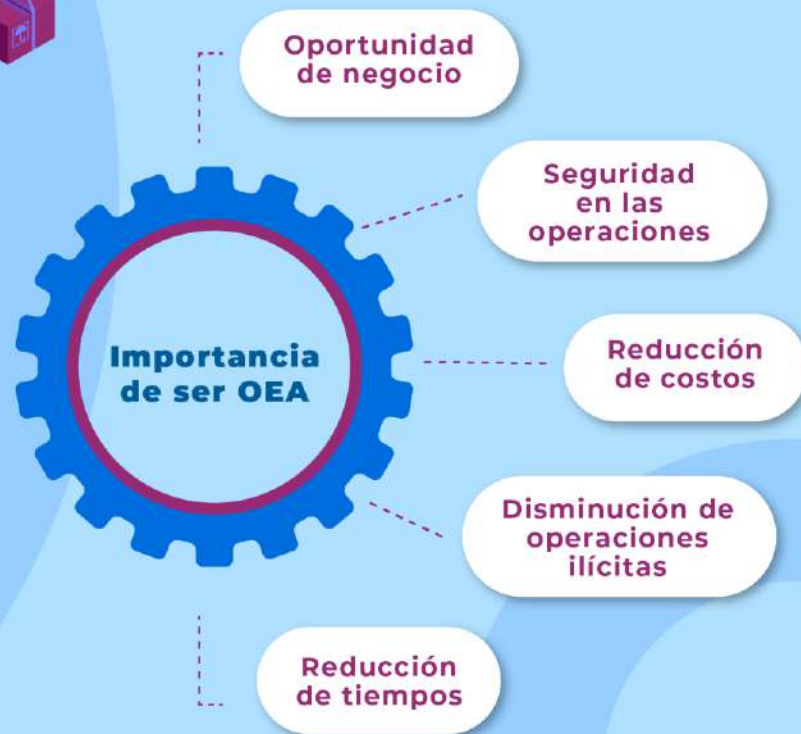 Oportunidad
de negocio
Seguridad
en las
operaciones
Importancia
de ser OEA
Reducción
de costos
Disminución de
operaciones
ilícitas
Reducción
de tiempos